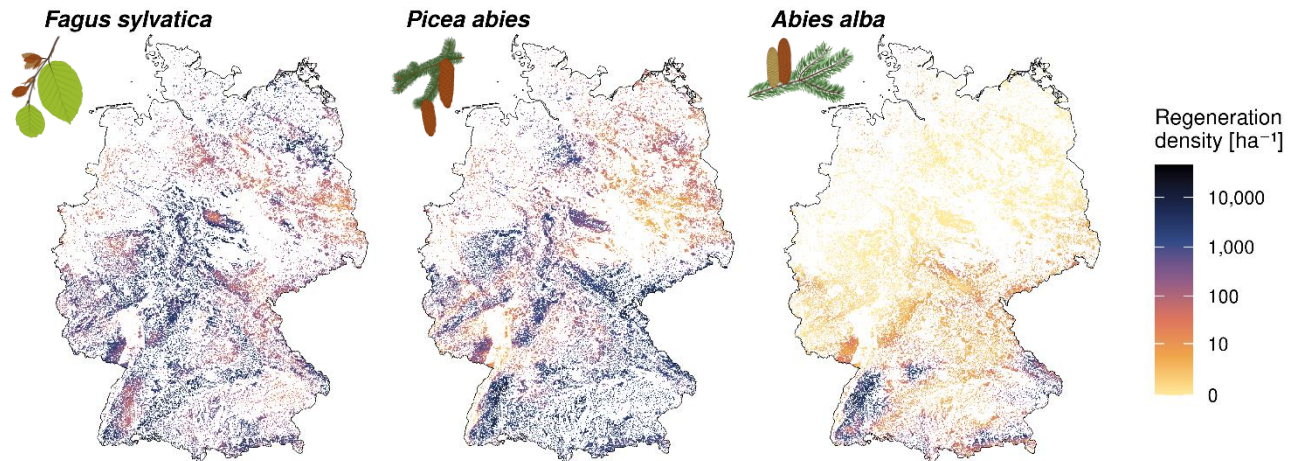 Fagus sylvatica
Picea abies
Abies alba
Regeneration
density [ha⁻¹]
10,000
1,000
100
10
0